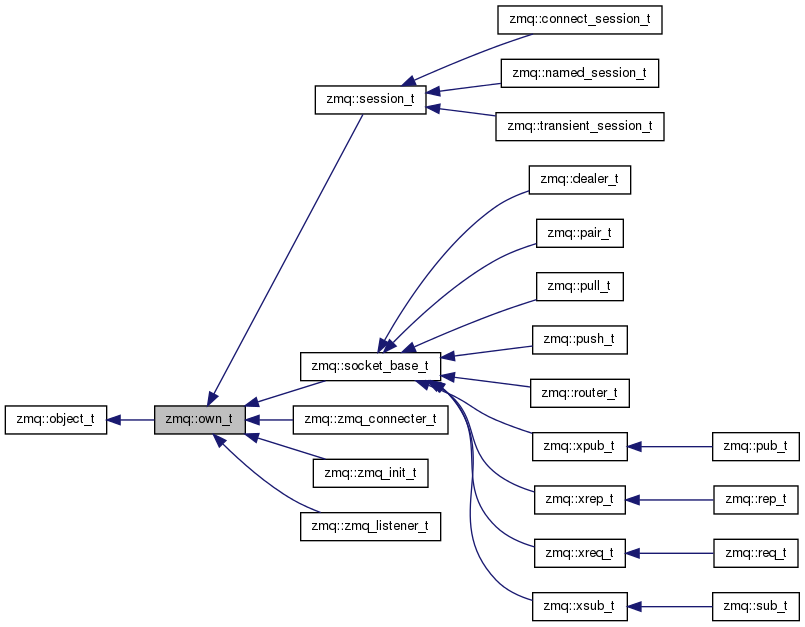 zmq::connect_session_t
zmq::named_session_t
zmq::session_t
zmq::transient_session_t
zmq::dealer_t
zmq::pair_t
zmq::pull_t
zmq::push_t
zmq::socket_base_t
zmq::router_t
zmq::object_t
zmq::own_t
zmq::zmq_connecter_t
zmq::xpub_t
zmq::pub_t
zmq::zmq_init_t
zmq::xrep_t
zmq::rep_t
zmq::zmq_listener_t
zmq::xreq_t
zmq::req_t
zmq::xsub_t
zmq::sub_t